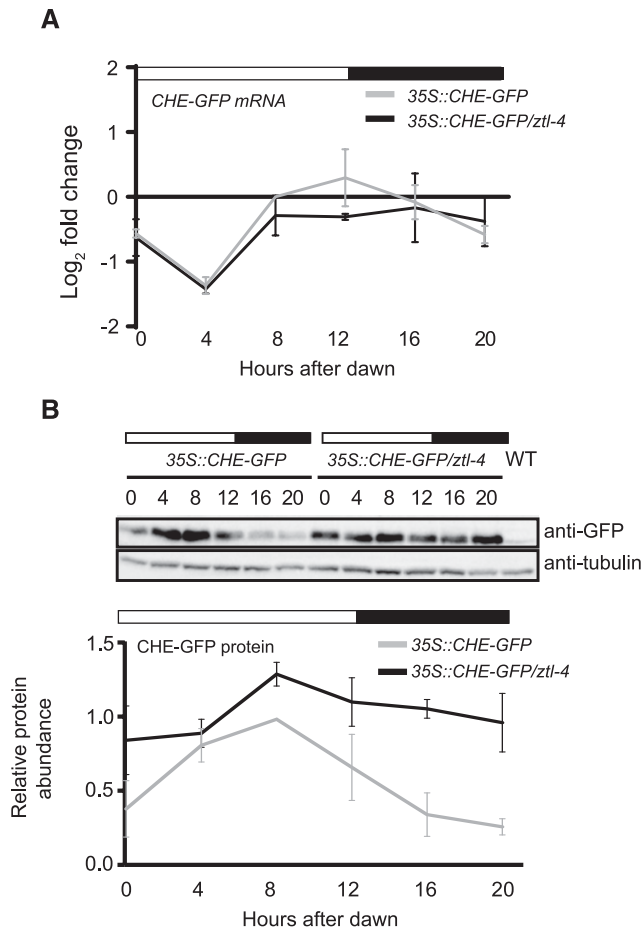 A
2
1
0
-1
-2
Log2 fold change
CHE-GFP mRNA
35S::CHE-GFP
35S::CHE-GFP/ztl-4
0 4 8 12 16 20
Hours after dawn
B
35S::CHE-GFP 35S::CHE-GFP/ztl-4 WT
0 4 8 12 16 20 0 4 8 12 16 20
anti-GFP
anti-tubulin
1.5
1.0
0.5
0.0
Relative protein
abundance
CHE-GFP protein
35S::CHE-GFP
35S::CHE-GFP/ztl-4
0 4 8 12 16 20
Hours after dawn